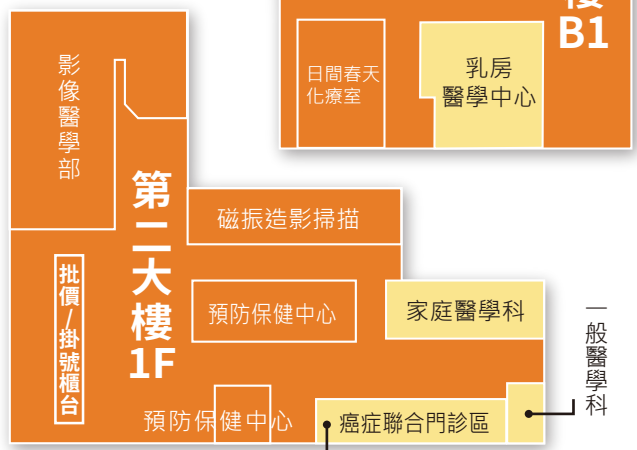 樓
B1
日間春天
化療室
乳房
醫學中心
影像醫學部
第二大樓1F
磁振造影掃描
批價/掛號櫃台
預防保健中心
家庭醫學科
一般醫學科
預防保健中心
癌症聯合門診區